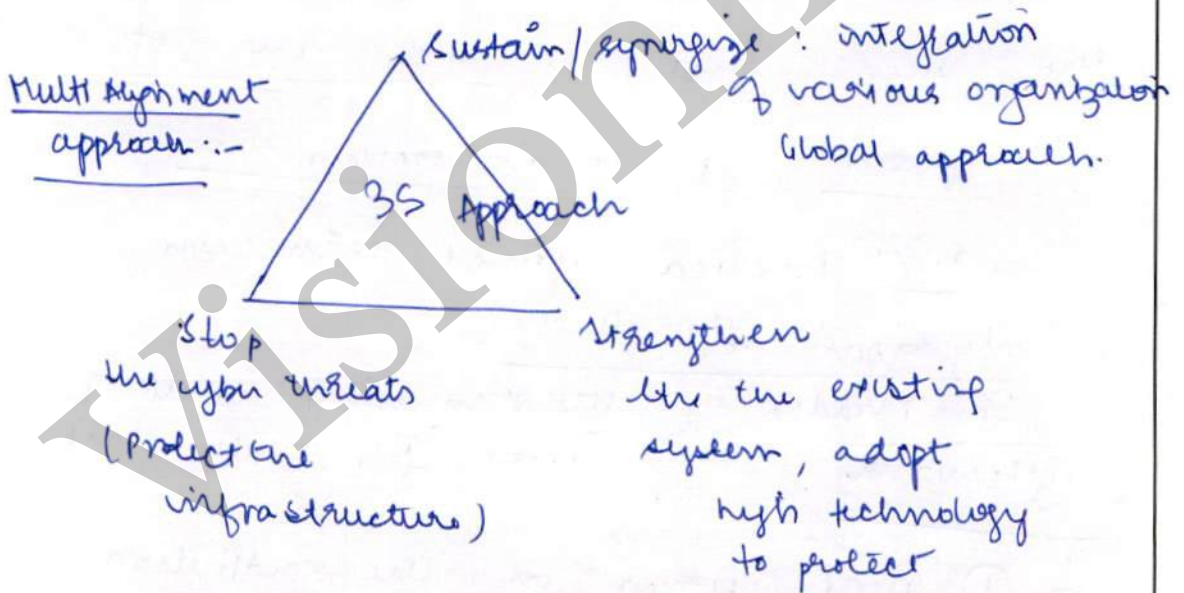 Sustain / synergize : integration
of various organization
Global approach.
Multi Alignment
approach :-
3S Approach
Stop
the cyber threats
(Protect the
infrastructure)
Strengthen
the the existing
system, adopt
high technology
to protect
Vision